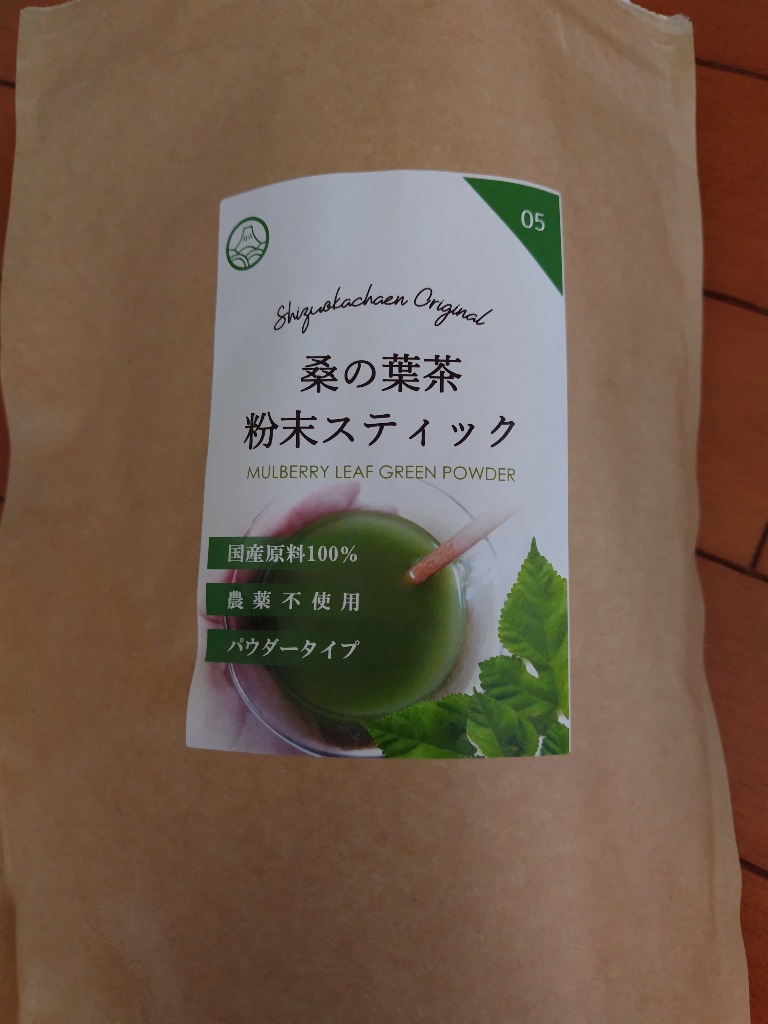 05
Shizuokachaen Original
桑の葉茶
粉末スティック
MULBERRY LEAF GREEN POWDER
国産原料100%
農薬不使用
パウダータイプ